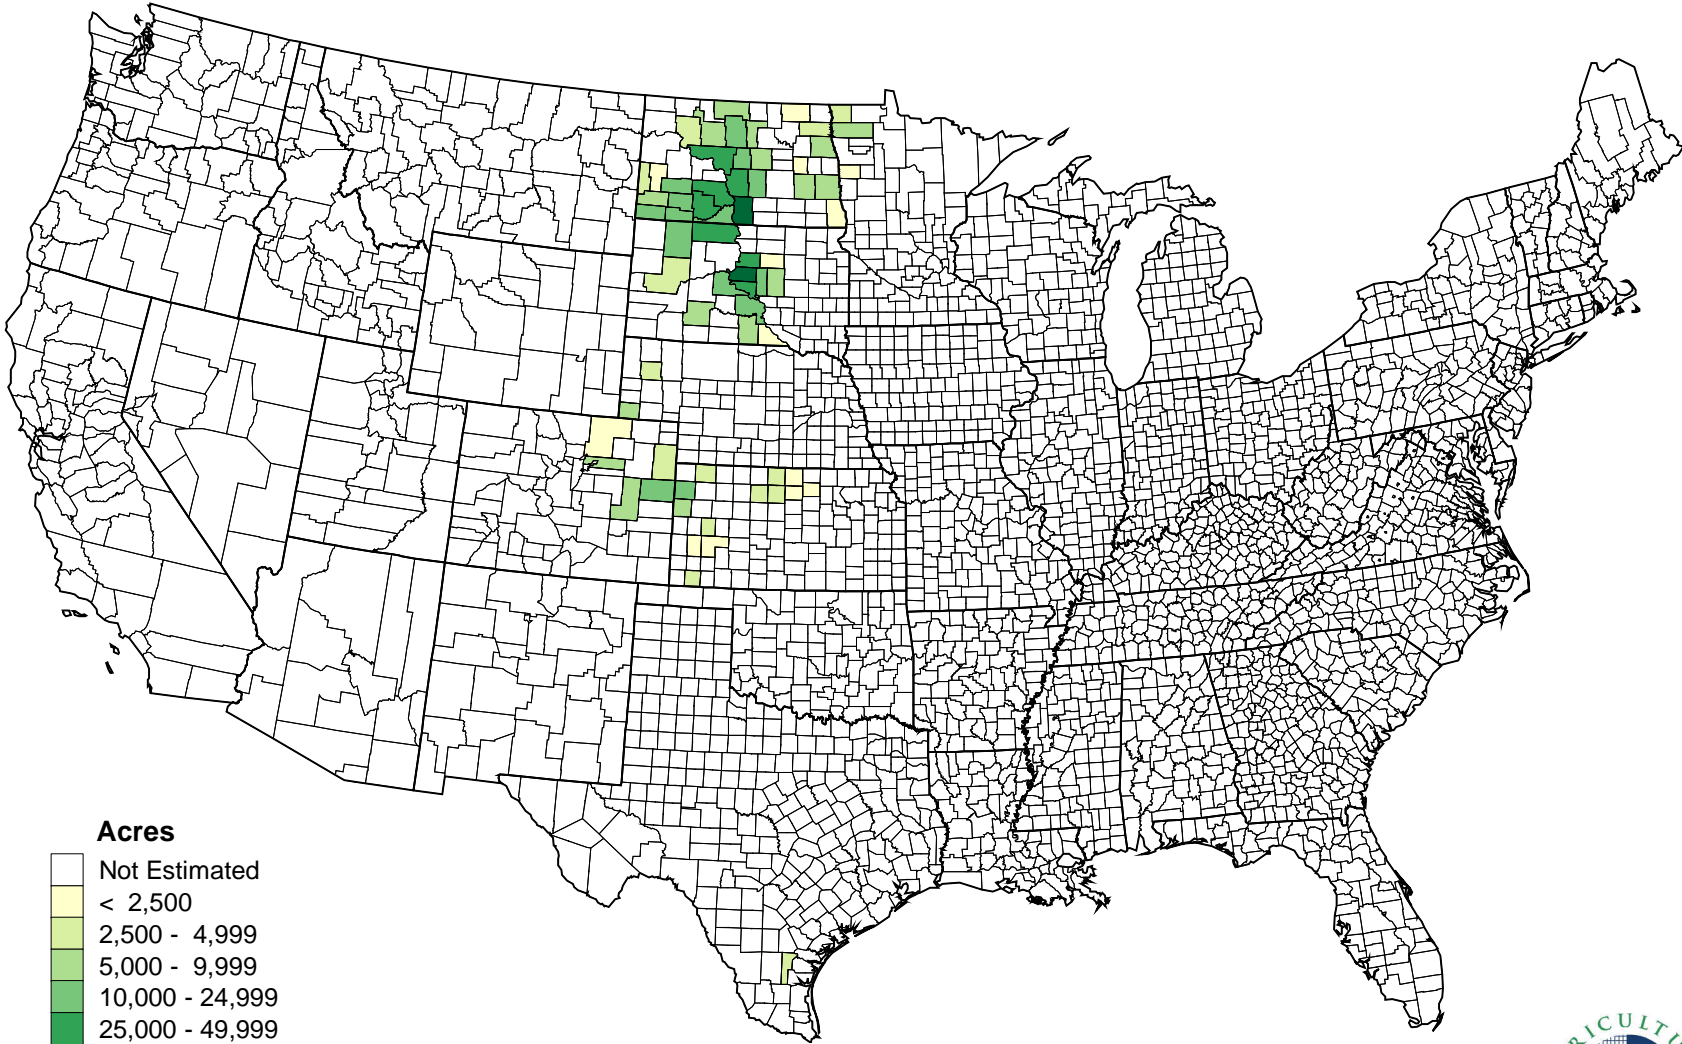 Acres
Not Estimated
< 2,500
2,500 - 4,999
5,000 - 9,999
10,000 - 24,999
25,000 - 49,999
RICULTU